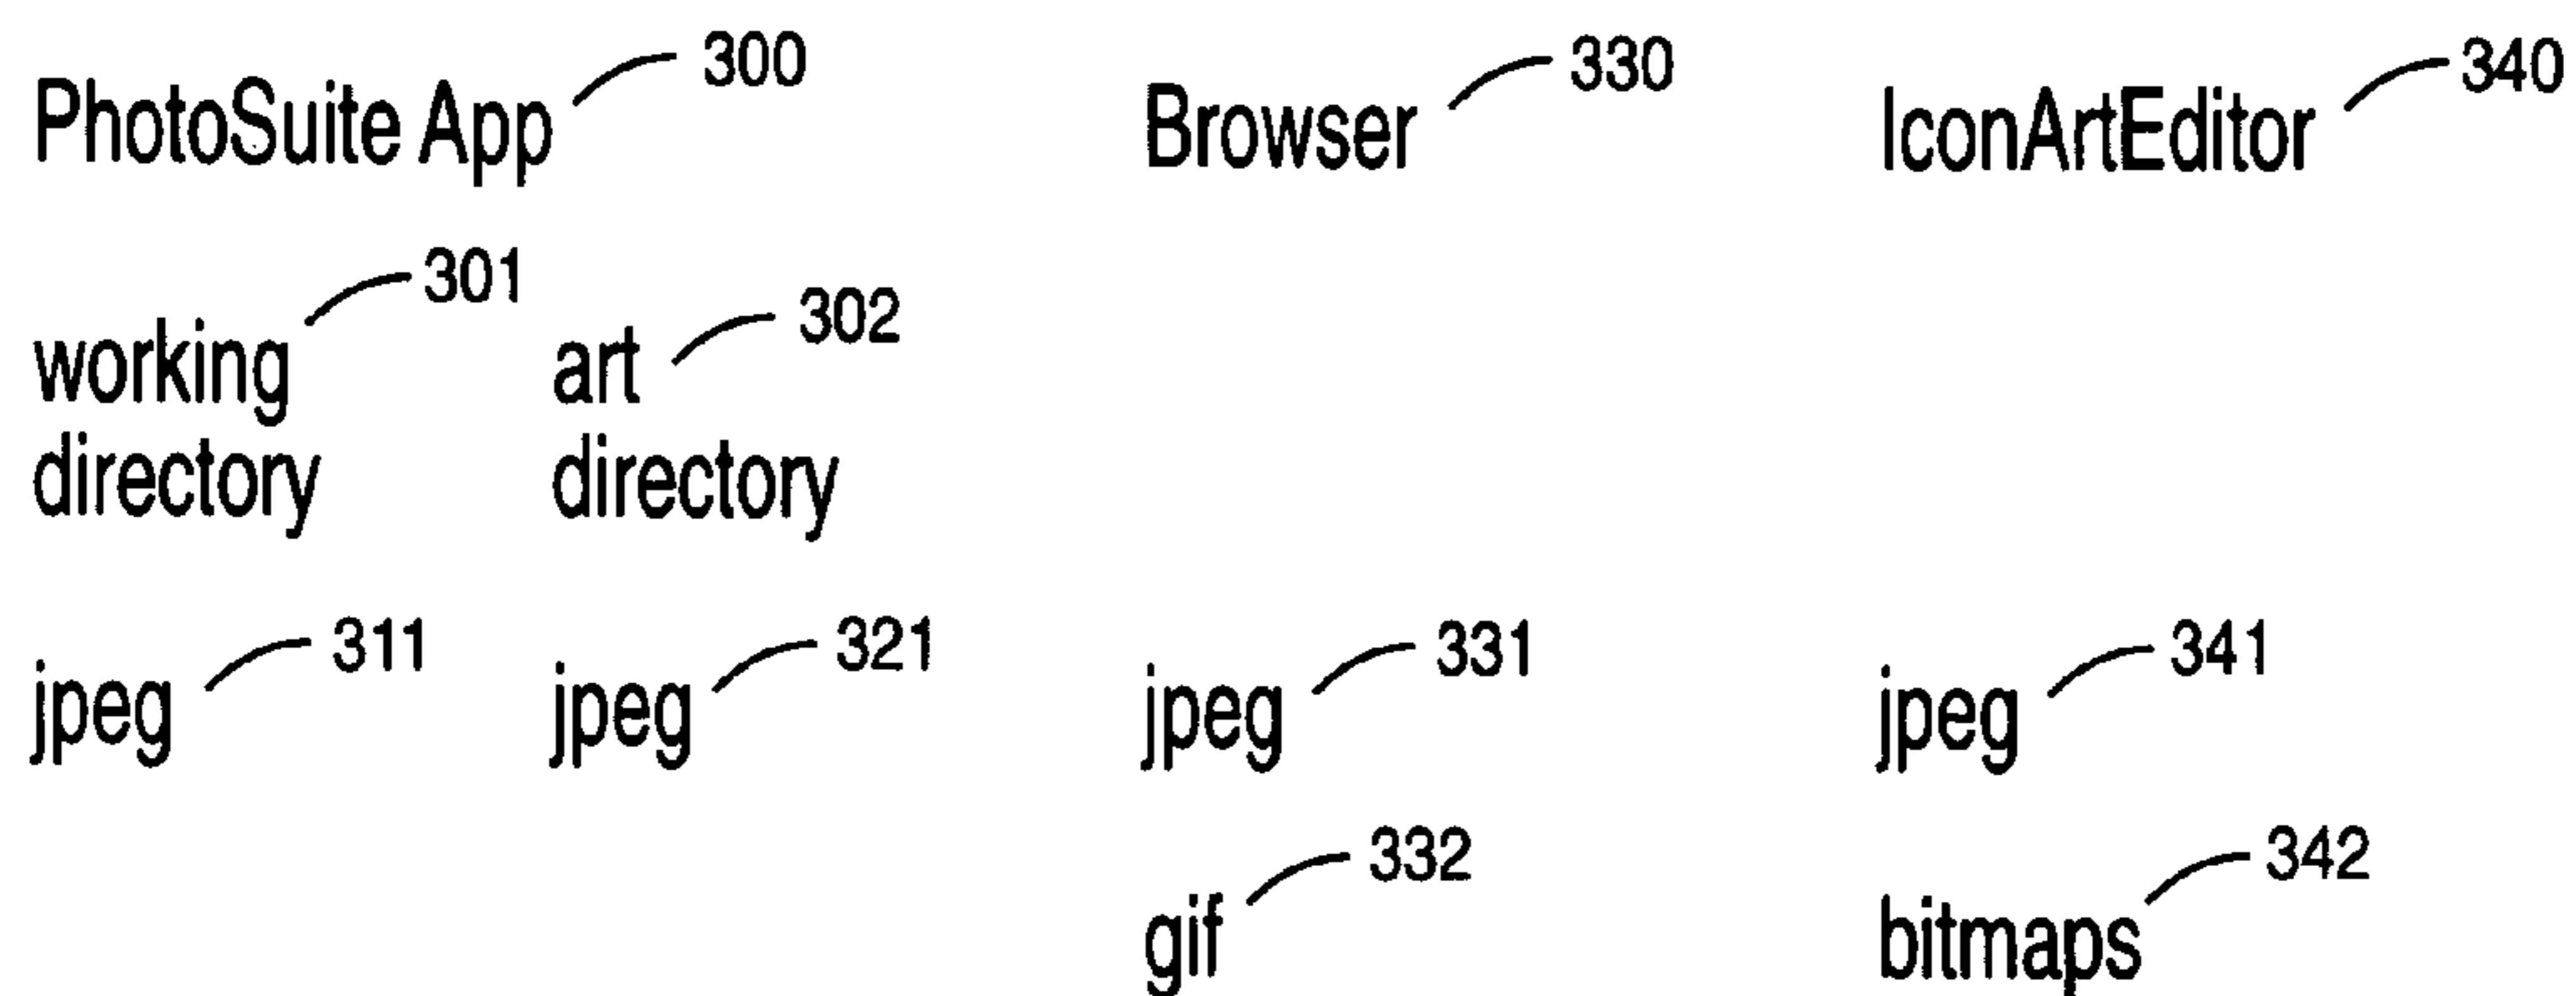 PhotoSuite App 300 Browser 330 IconArtEditor 340
working 301 art 302
directory directory
jpeg 311 jpeg 321 jpeg 331 jpeg 341
gif 332 bitmaps 342